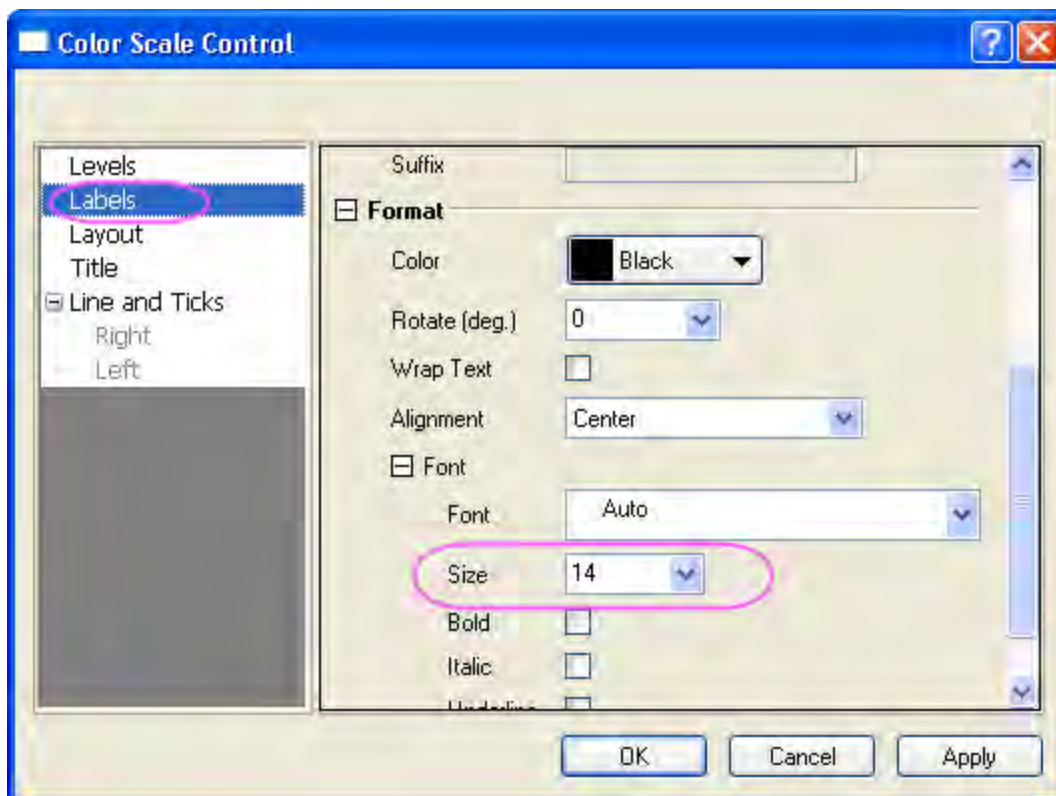 Color Scale Control
Levels
Labels
Layout
Title
Line and Ticks
Right
Left
Suffix
Format
Color Black
Rotate (deg.) 0
Wrap Text
Alignment Center
Font
Font Auto
Size 14
Bold
Italic
Underline
OK Cancel Apply